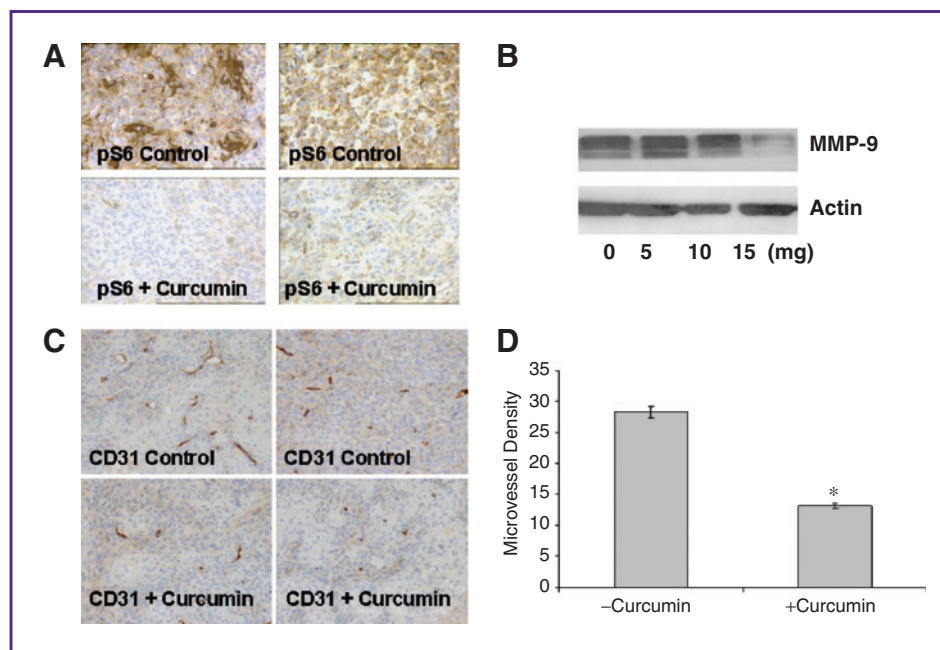 A
pS6 Control
pS6 Control
pS6 + Curcumin
pS6 + Curcumin
B
MMP-9
Actin
0 5 10 15 (mg)
C
CD31 Control
CD31 Control
CD31 + Curcumin
CD31 + Curcumin
D
35
30
25
20
15
10
5
0
Microvessel Density
*
–Curcumin +Curcumin